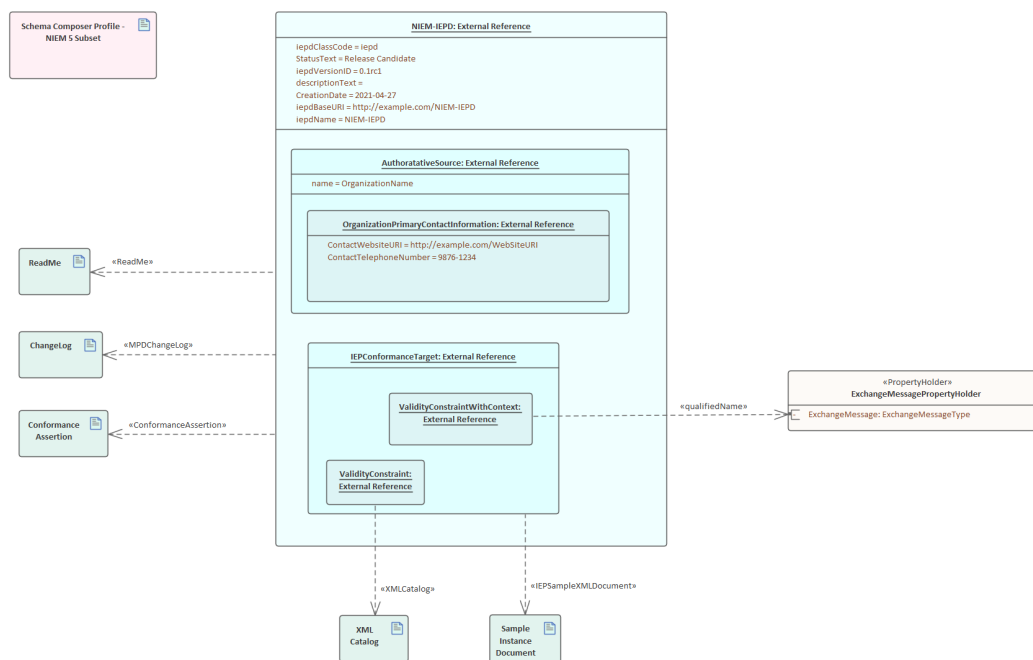 Schema Composer Profile -
NIEM 5 Subset
NIEM-IEPD: External Reference
iepdClassCode = iepd
StatusText = Release Candidate
iepdVersionID = 0.1rc1
descriptionText =
CreationDate = 2021-04-27
iepdBaseURI = http://example.com/NIEM-IEPD
iepdName = NIEM-IEPD
AuthoratativeSource: External Reference
name = OrganizationName
OrganizationPrimaryContactInformation: External Reference
ContactWebsiteURI = http://example.com/WebSiteURI
ContactTelephoneNumber = 9876-1234
ReadMe
«ReadMe»
ChangeLog
«MPDChangeLog»
Conformance
Assertion
«ConformanceAssertion»
IEPConformanceTarget: External Reference
ValidityConstraintWithContext:
External Reference
ValidityConstraint:
External Reference
«qualifiedName»
«PropertyHolder»
ExchangeMessagePropertyHolder
ExchangeMessage: ExchangeMessageType
«XMLCatalog»
«IEPSampleXMLDocument»
XML
Catalog
Sample
Instance
Document